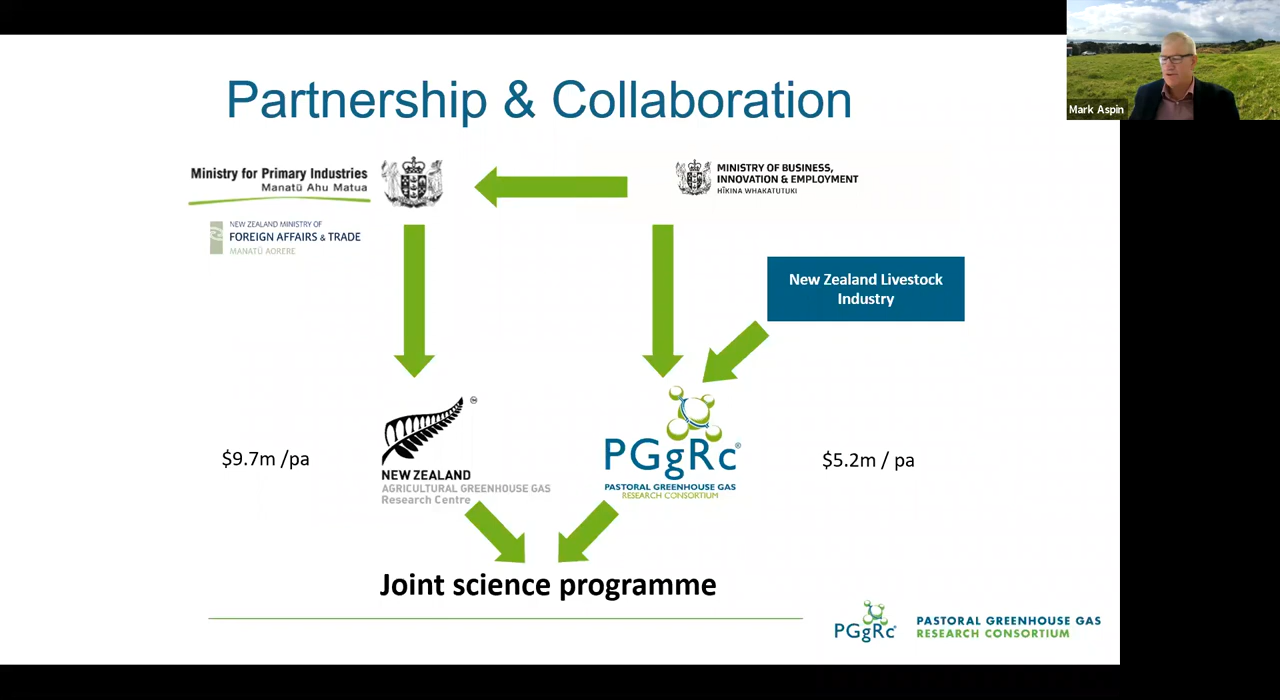 Partnership & Collaboration
Mark Aspin
Ministry for Primary Industries
Manatū Ahu Matua
NEW ZEALAND MINISTRY OF
FOREIGN AFFAIRS & TRADE
MANATŪ AORERE
MINISTRY OF BUSINESS,
INNOVATION & EMPLOYMENT
HĪKINA WHAKATUTUKI
New Zealand Livestock
Industry
$9.7m /pa
NEW ZEALAND
AGRICULTURAL GREENHOUSE GAS
Research Centre
PGgRc®
PASTORAL GREENHOUSE GAS
RESEARCH CONSORTIUM
$5.2m / pa
Joint science programme
PGgRc
PASTORAL GREENHOUSE GAS
RESEARCH CONSORTIUM